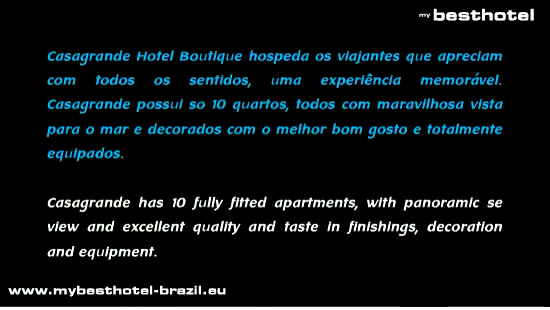 my besthotel
Casagrande Hotel Boutique hospeda os viajantes que apreciam
com todos os sentidos, uma experiência memorável.
Casagrande possui so 10 quartos, todos com maravilhosa vista
para o mar e decorados com o melhor bom gosto e totalmente
equipados.
Casagrande has 10 fully fitted apartments, with panoramic se
view and excellent quality and taste in finishings, decoration
and equipment.
www.mybesthotel-brazil.eu